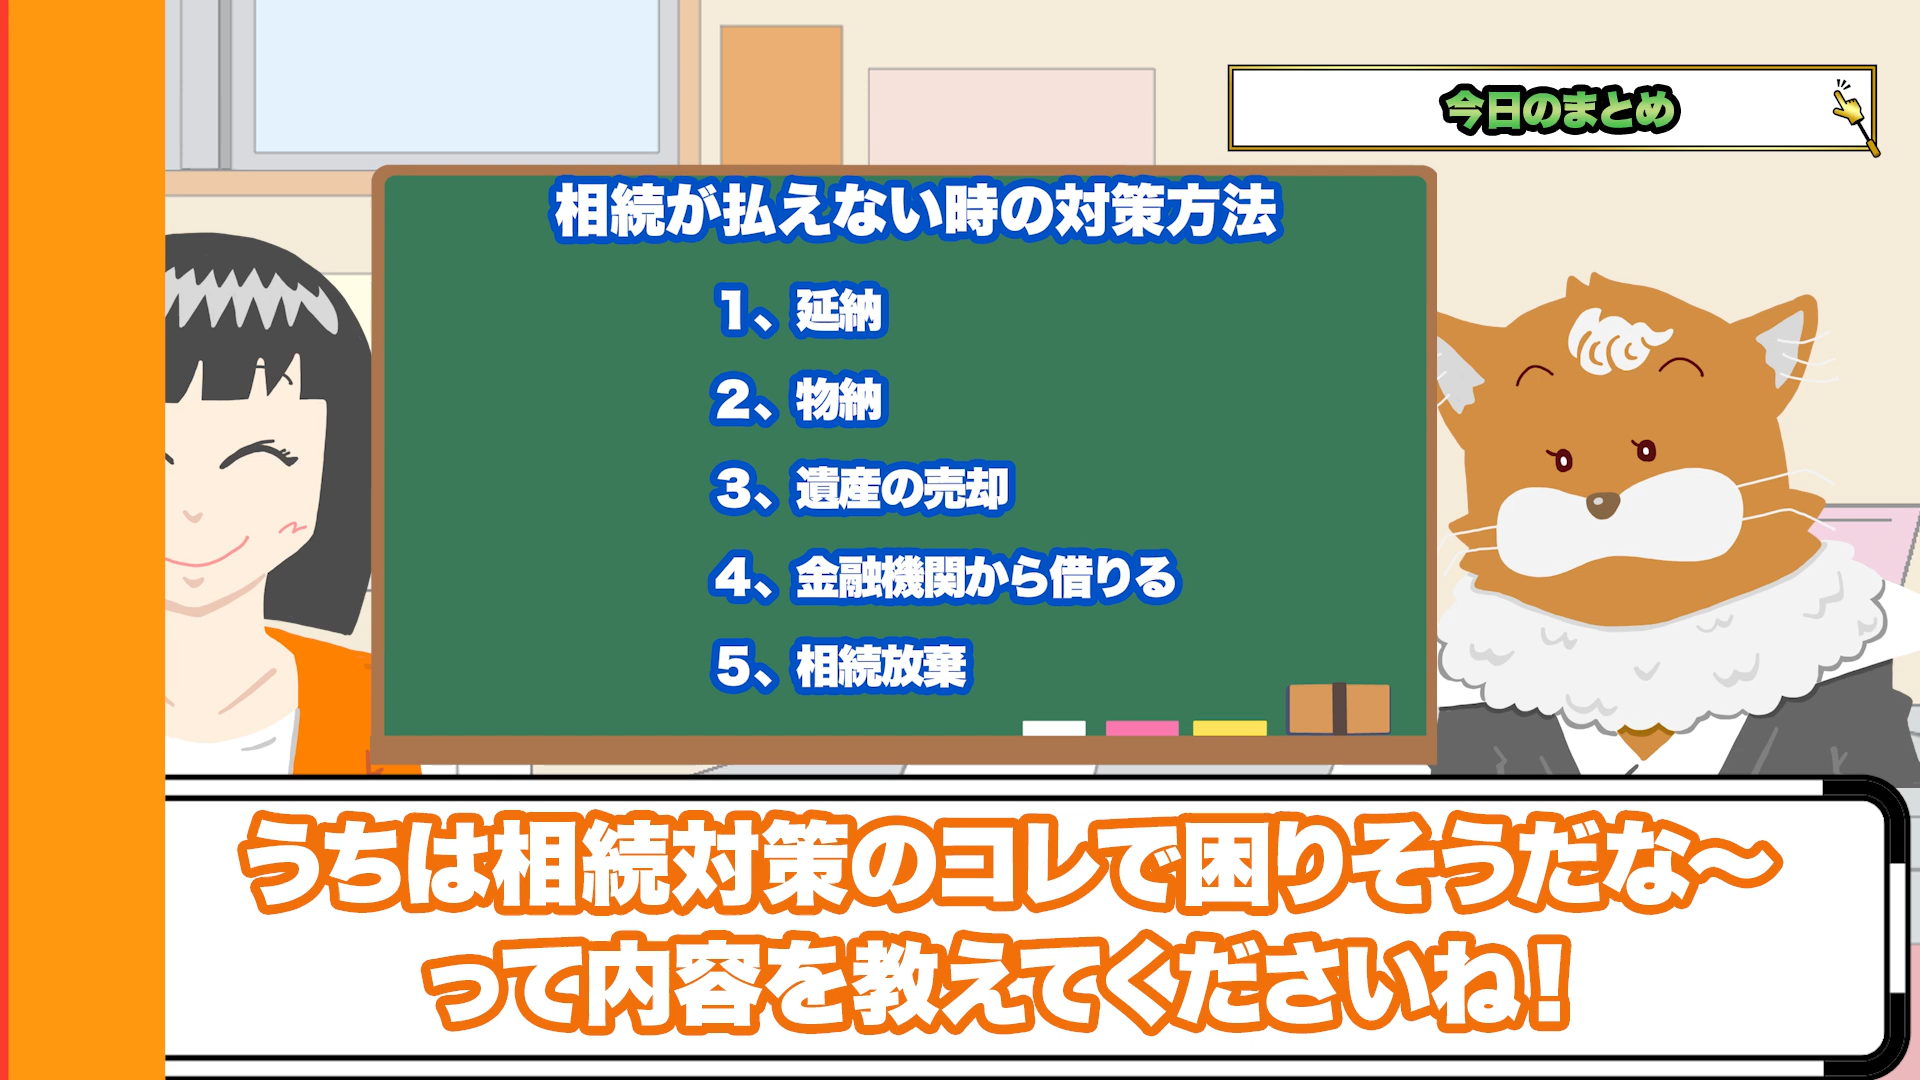 今日のまとめ
相続が払えない時の対策方法
1、延納
2、物納
3、遺産の売却
4、金融機関から借りる
5、相続放棄
うちは相続対策のコレで困りそうだな〜
って内容を教えてくださいね!